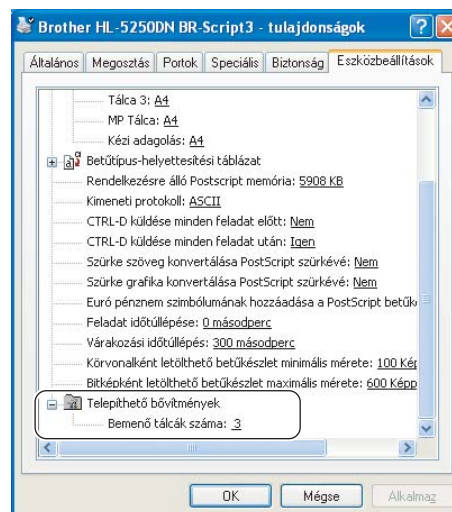 Brother HL-5250DN BR-Script3 - tulajdonságok
Általános Megosztás Portok Speciális Biztonság Eszközbeállítások
Tálca 3: A4
MP Tálca: A4
Kézi adagolás: A4
Betűtípus-helyettesítési táblázat
Rendelkezésre álló Postscript memória: 5908 KB
Kimeneti protokoll: ASCII
CTRL-D küldése minden feladat előtt: Nem
CTRL-D küldése minden feladat után: Igen
Szürke szöveg konvertálása PostScript szürkévé: Nem
Szürke grafika konvertálása PostScript szürkévé: Nem
Euró pénznem szimbólumának hozzáadása a PostScript betűk
Feladat időtúllépése: 0 másodperc
Várakozási időtúllépés: 300 másodperc
Körvonalként letölthető betűkészlet minimális mérete: 100 Kép
Bitképként letölthető betűkészlet maximális mérete: 600 Képp
Telepíthető bővítmények
Bemenő tálcák száma: 3
OK Mégse Alkalmaz